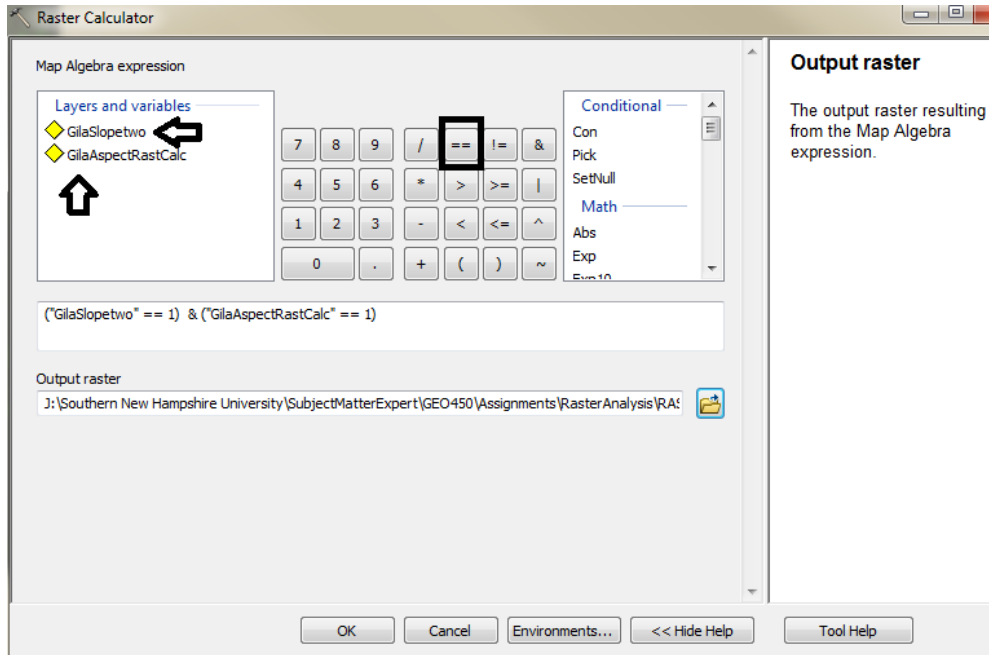 Raster Calculator
Map Algebra expression
Layers and variables
GilaSlopetwo
GilaAspectRastCalc
7 8 9 / == != &
4 5 6 * > >= |
1 2 3 - < <= ^
0 . + ( ) ~
Conditional
Con
Pick
SetNull
Math
Abs
Exp
Exp10
("GilaSlopetwo" == 1) & ("GilaAspectRastCalc" == 1)
Output raster
J:\Southern New Hampshire University\SubjectMatterExpert\GEO450\Assignments\RasterAnalysis\RAS
OK Cancel Environments... << Hide Help Tool Help
Output raster
The output raster resulting
from the Map Algebra
expression.